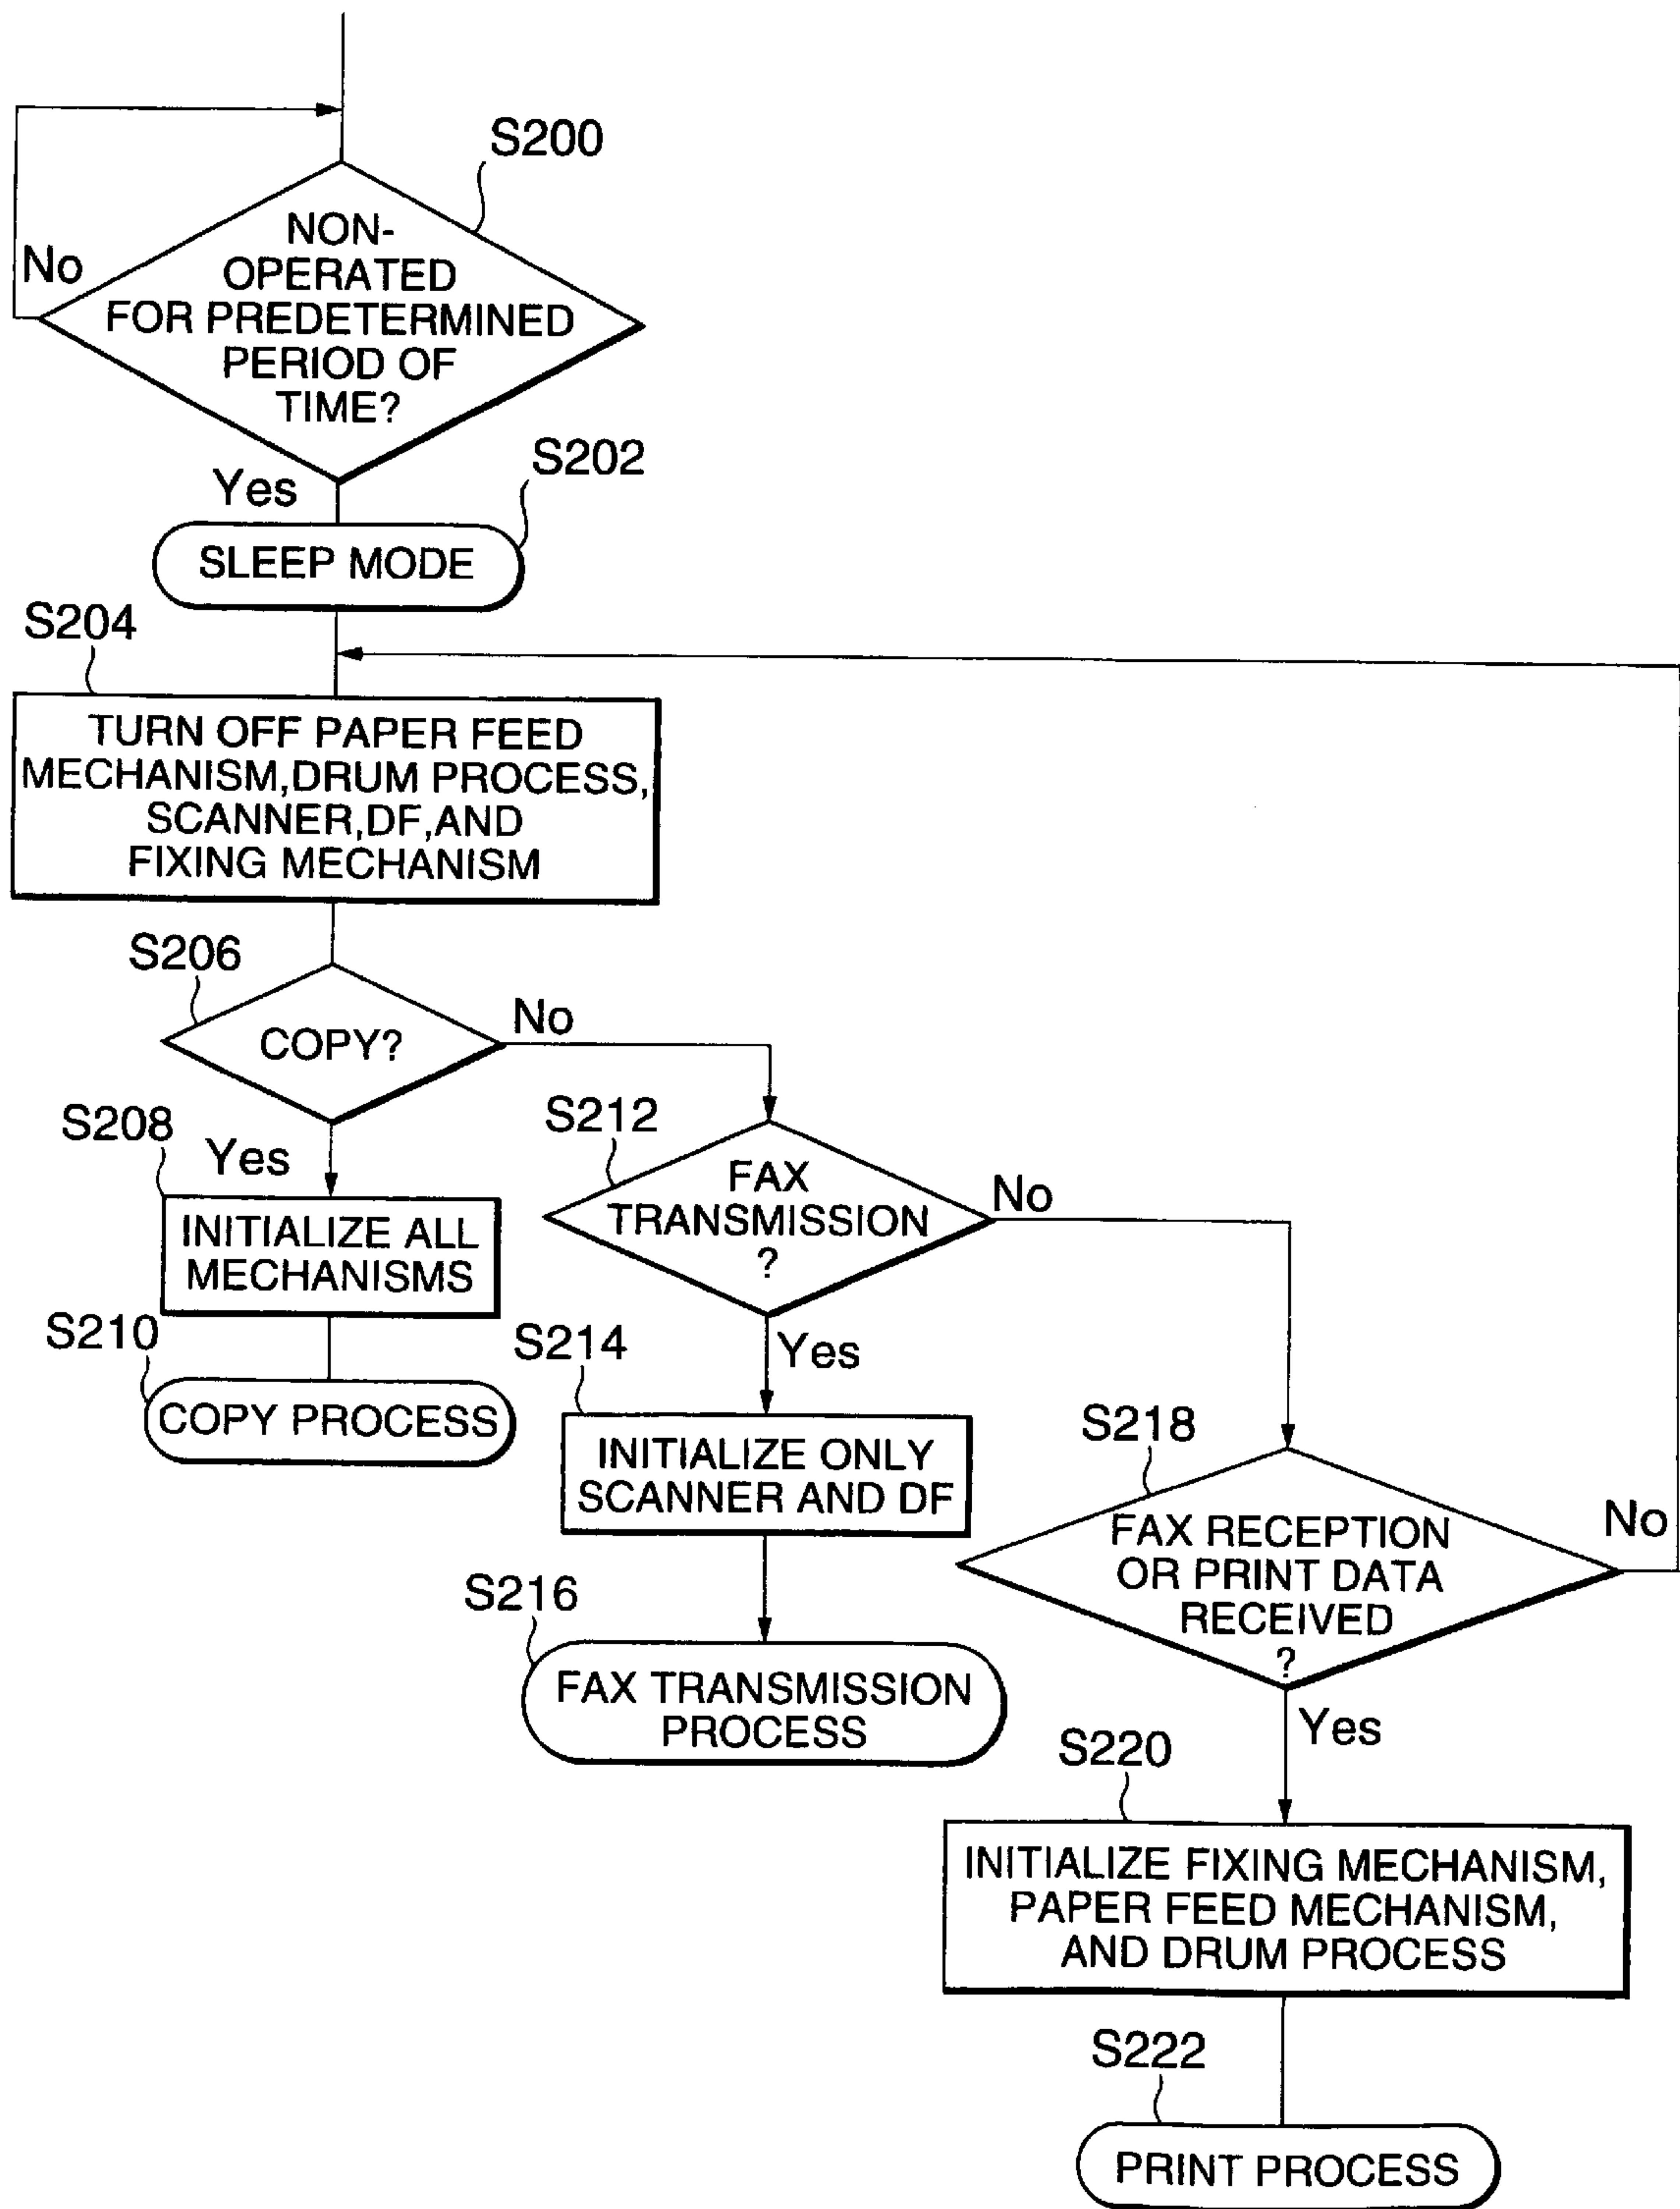 S200
NON-
OPERATED
FOR PREDETERMINED
PERIOD OF
TIME?
No
Yes
S202
SLEEP MODE
S204
TURN OFF PAPER FEED
MECHANISM,DRUM PROCESS,
SCANNER,DF,AND
FIXING MECHANISM
S206
COPY?
No
S208
Yes
INITIALIZE ALL
MECHANISMS
S210
COPY PROCESS
S212
FAX
TRANSMISSION
?
No
S214
Yes
INITIALIZE ONLY
SCANNER AND DF
S216
FAX TRANSMISSION
PROCESS
S218
FAX RECEPTION
OR PRINT DATA
RECEIVED
?
No
Yes
S220
INITIALIZE FIXING MECHANISM,
PAPER FEED MECHANISM,
AND DRUM PROCESS
S222
PRINT PROCESS